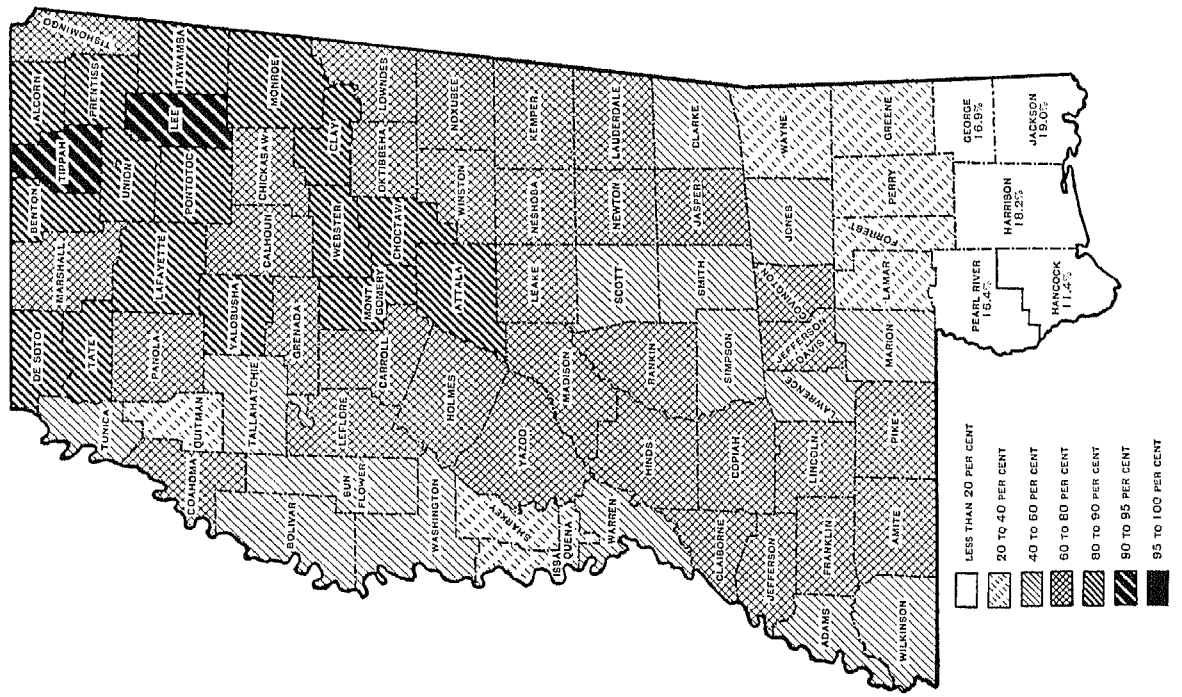 TISHOMINGO
ALCORN
PRENTISS
ITAWAMBA
TIPPAH
LEE
MONROE
BENTON
UNION
PONTOTOC
CHICKASAW
CLAY
LOWNDES
MARSHALL
LAFAYETTE
CALHOUN
WEBSTER
OKTIBBEHA
NOXUBEE
DE SOTO
TATE
PANOLA
YALOBUSHA
GRENADA
MONT
GOMERY
CHOCTAW
WINSTON
KEMPER
TUNICA
QUITMAN
TALLAHATCHIE
LEFLORE
CARROLL
ATTALA
NESHOBA
LAUDERDALE
COAHOMA
SUN
FLOWER
HOLMES
LEAKE
NEWTON
CLARKE
BOLIVAR
WASHINGTON
YAZOO
MADISON
SCOTT
JASPER
WAYNE
SHARKEY
ISSA
QUENA
WARREN
HINDS
RANKIN
SMITH
JONES
GREENE
CLAIBORNE
COPIAH
SIMPSON
COVINGTON
PERRY
FORREST
GEORGE
16.9%
JACKSON
19.0%
JEFFERSON
LINCOLN
LAWRENCE
JEFFERSON
DAVIS
LAMAR
HARRISON
18.2%
ADAMS
FRANKLIN
PIKE
MARION
PEARL RIVER
16.4%
HANCOCK
11.4%
WILKINSON
AMITE
LESS THAN 20 PER CENT
20 TO 40 PER CENT
40 TO 60 PER CENT
60 TO 80 PER CENT
80 TO 90 PER CENT
90 TO 95 PER CENT
95 TO 100 PER CENT